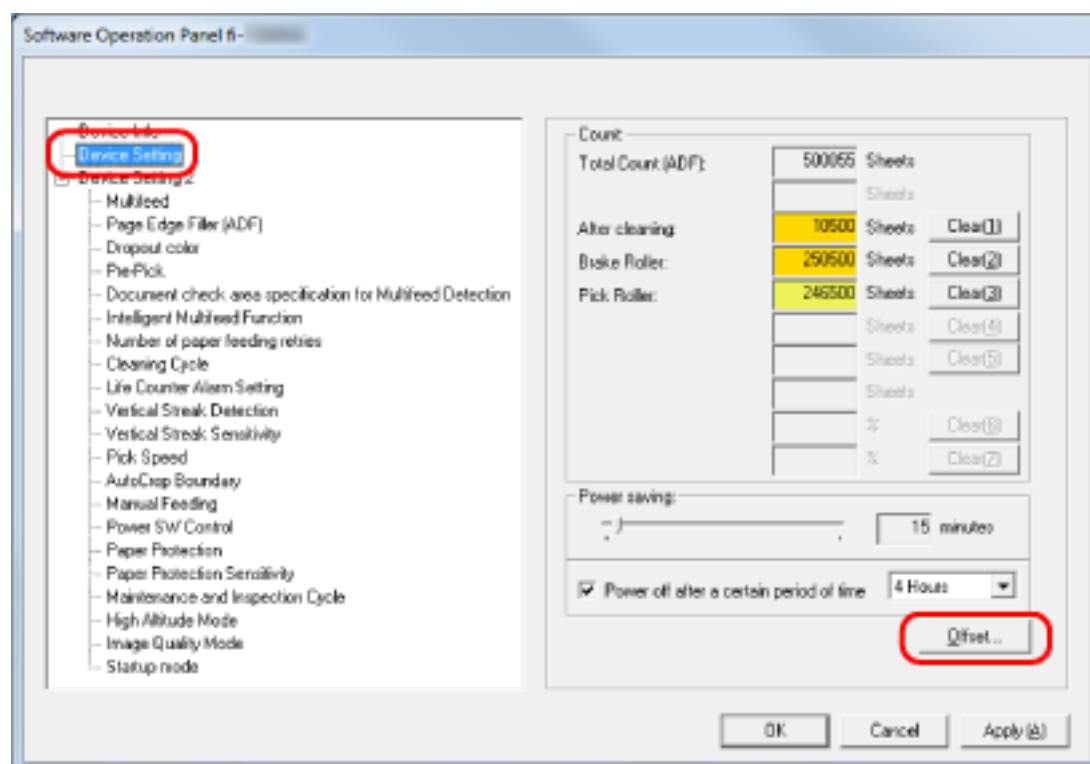 Software Operation Panel fi-
Device Info
Device Setting
Device Setting 2
Multifeed
Page Edge Filler (ADF)
Dropout color
Pre-Pick
Document check area specification for Multifeed Detection
Intelligent Multifeed Function
Number of paper feeding retries
Cleaning Cycle
Life Counter Alarm Setting
Vertical Streak Detection
Vertical Streak Sensitivity
Pick Speed
AutoCrop Boundary
Manual Feeding
Power SW Control
Paper Protection
Paper Protection Sensitivity
Maintenance and Inspection Cycle
High Altitude Mode
Image Quality Mode
Startup mode
Count:
Total Count (ADF): 500055 Sheets
Sheets
After cleaning: 10500 Sheets Clear(1)
Brake Roller: 250500 Sheets Clear(2)
Pick Roller: 246500 Sheets Clear(3)
Sheets Clear(4)
Sheets Clear(5)
Sheets
% Clear(6)
% Clear(7)
Power saving:
15 minutes
Power off after a certain period of time 4 Hours
Offset...
OK Cancel Apply (A)